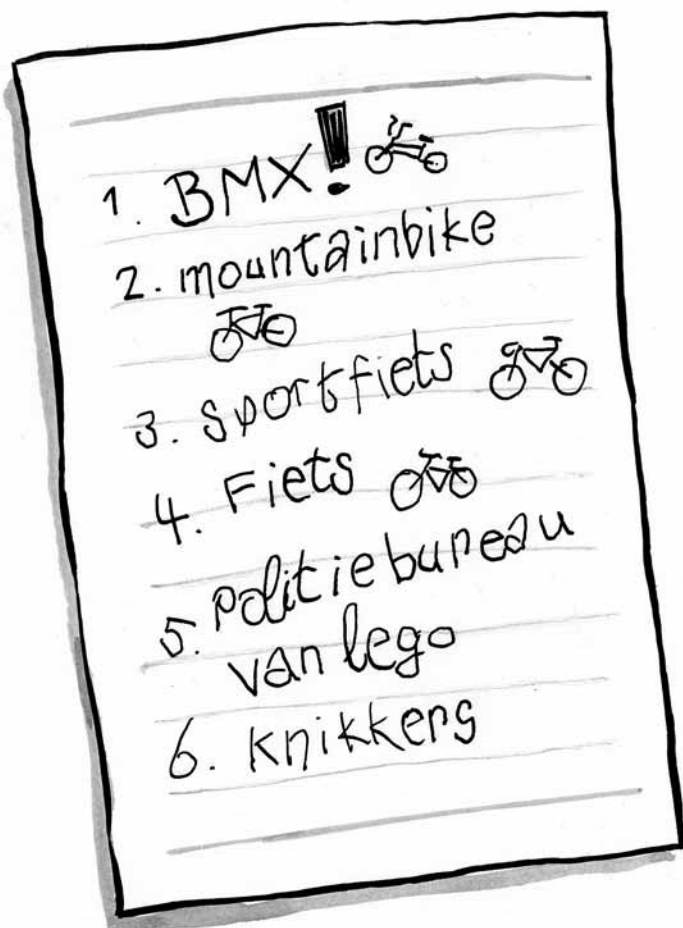 1. BMX!
2. mountainbike
3. sportfiets
4. Fiets
5. politiebureau
van lego
6. knikkers